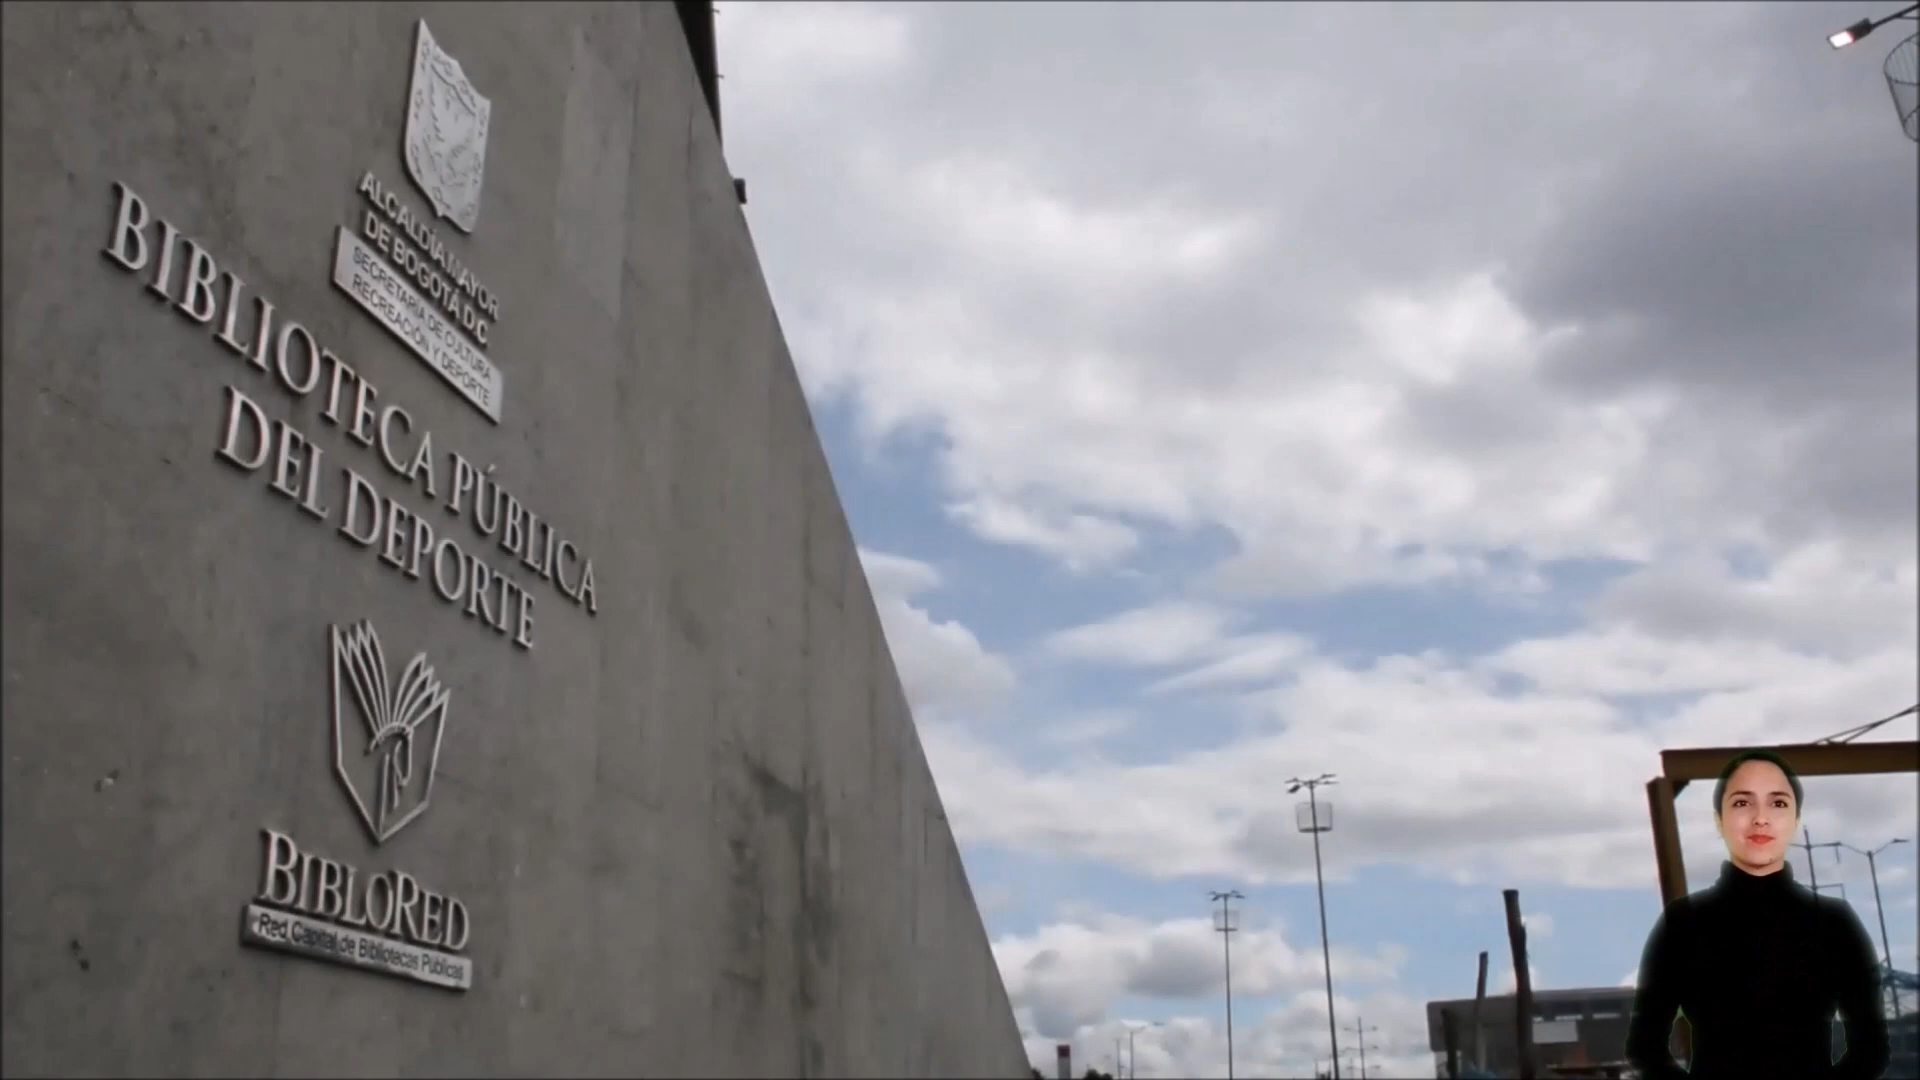 ALCALDÍA MAYOR
DE BOGOTÁ D.C.
SECRETARÍA DE CULTURA
RECREACIÓN Y DEPORTE
BIBLIOTECA PÚBLICA
DEL DEPORTE
BIBLORED
Red Capital de Bibliotecas Públicas